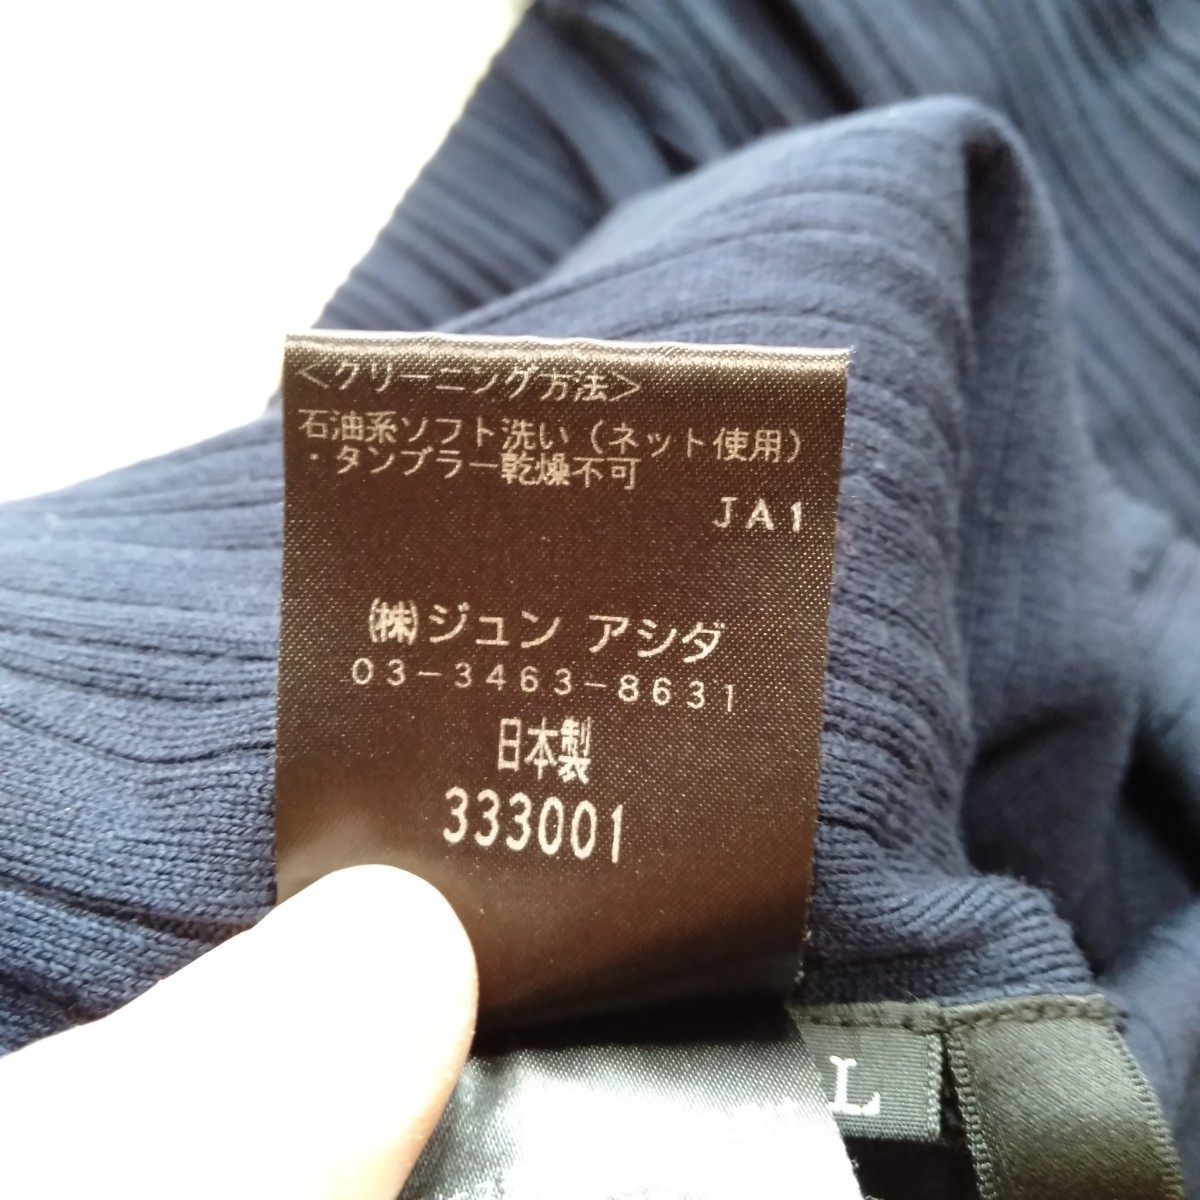 ＜クリーニング方法＞
石油系ソフト洗い（ネット使用）
・タンブラー乾燥不可
JA1
㈱ジュン アシダ
03-3463-8631
日本製
333001
L